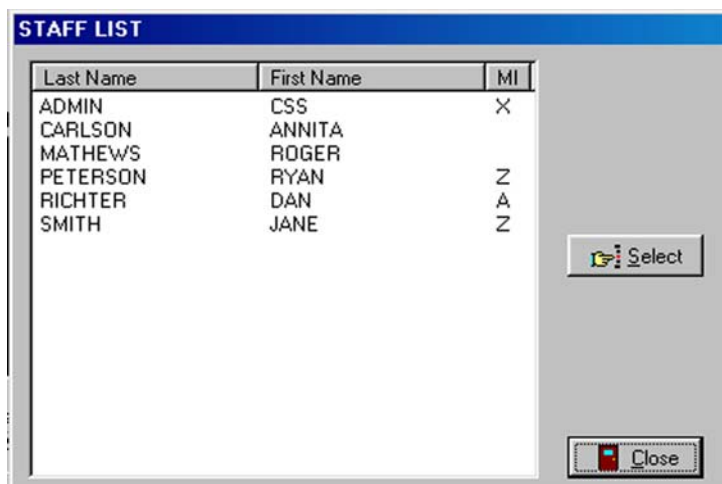 STAFF LIST
Last Name First Name MI
ADMIN CSS X
CARLSON ANNITA
MATHEWS ROGER
PETERSON RYAN Z
RICHTER DAN A
SMITH JANE Z
Select
Close